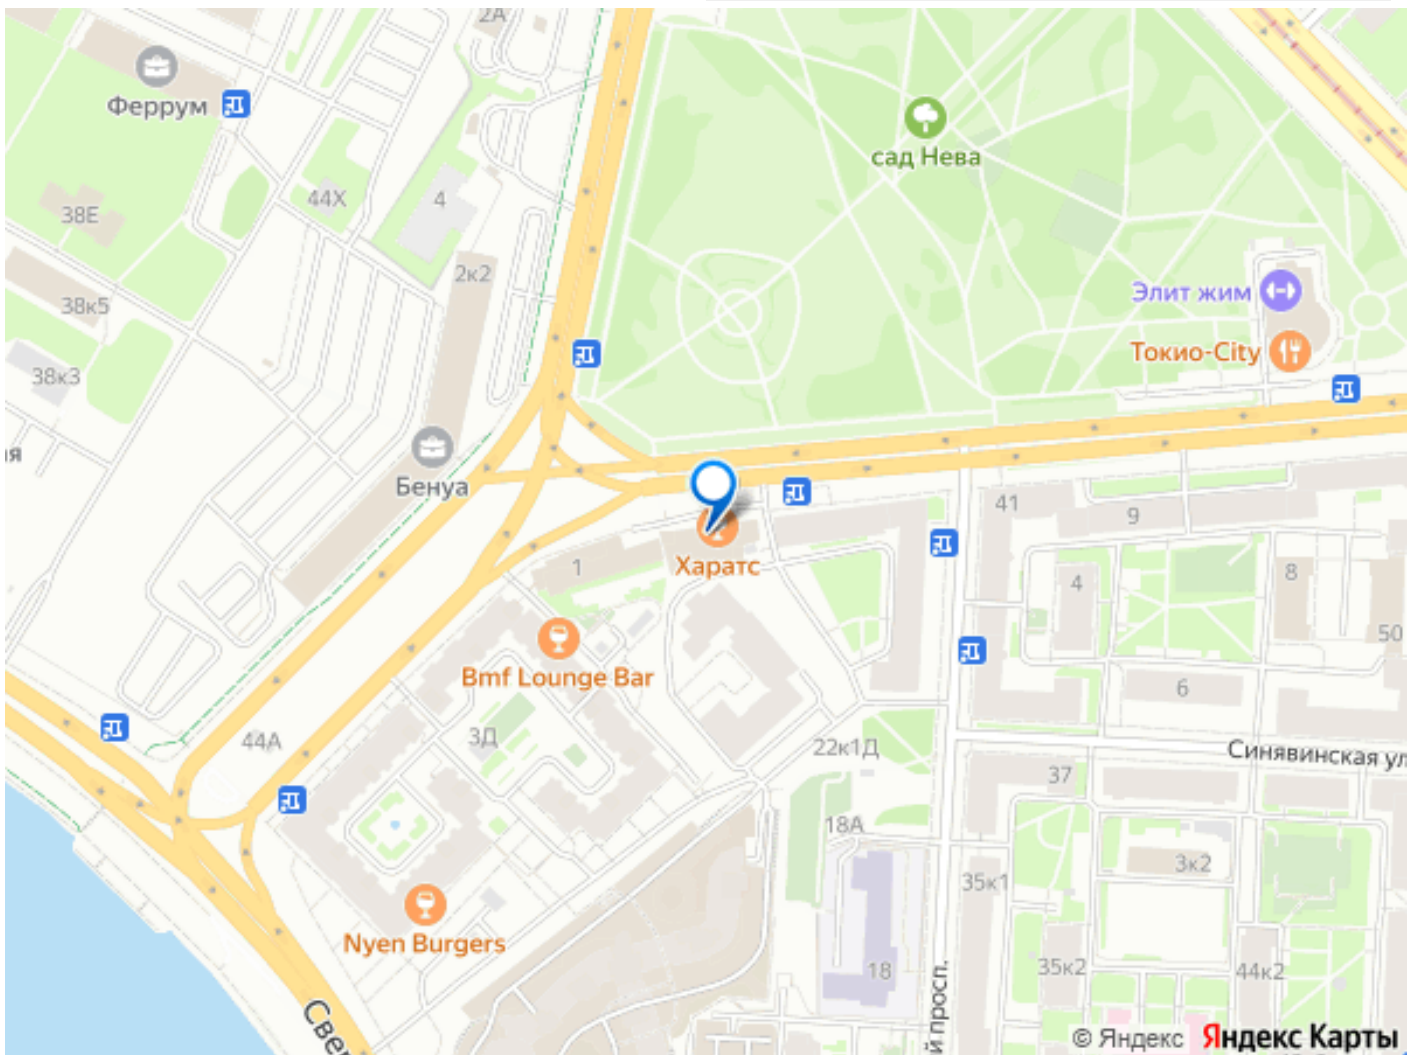 2А
Феррум
44Х
4
38Е
2к2
38к5
38к3
сад Нева
Элит жим
Токио-City
Бенуа
41
9
1
Харатс
4
8
50
Bmf Lounge Bar
6
3Д
44А
22к1Д
Синявинская ул
37
18А
3к2
35к1
Nyen Burgers
18
35к2
44к2
й просп.
Свер
© Яндекс Яндекс Карты